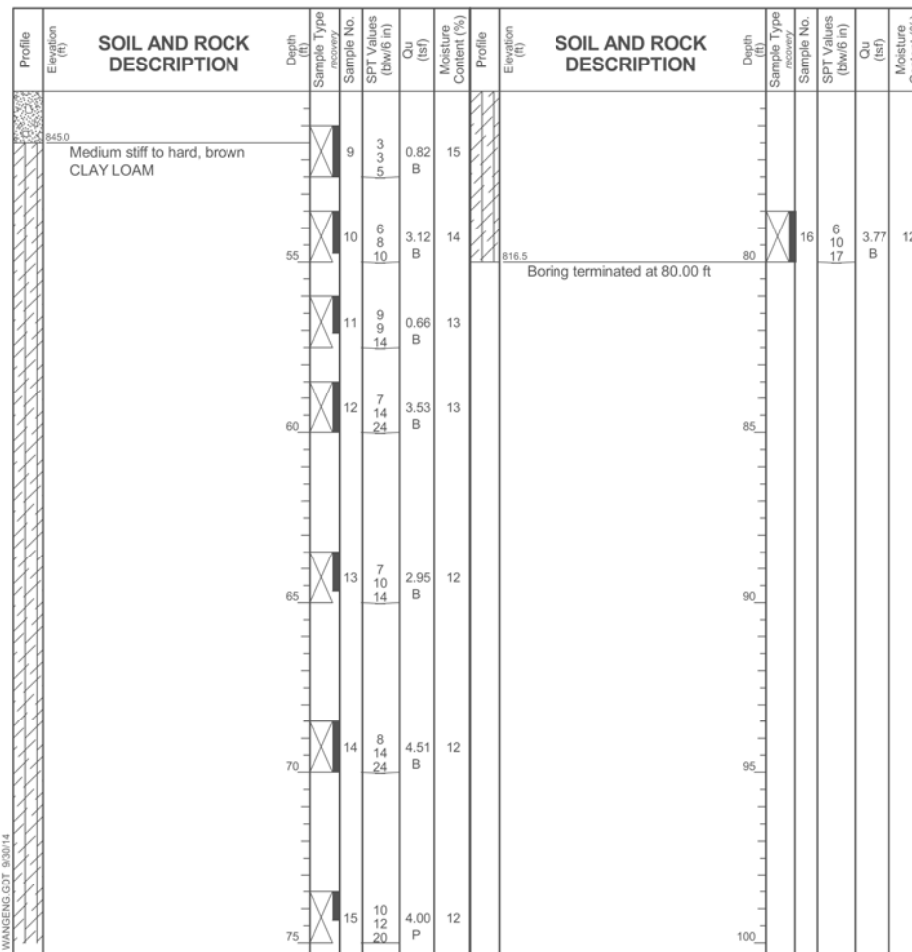 Profile
Elevation
(ft)
SOIL AND ROCK
DESCRIPTION
Depth
(ft)
Sample Type
recovery
Sample No.
SPT Values
(blw/6 in)
Qu
(tsf)
Moisture
Content (%)
845.0
Medium stiff to hard, brown
CLAY LOAM
9
3
3
5
0.82
B
15
55
10
6
8
10
3.12
B
14
11
9
9
14
0.66
B
13
60
12
7
14
24
3.53
B
13
65
13
7
10
14
2.95
B
12
70
14
8
14
24
4.51
B
12
75
15
10
12
20
4.00
P
12
WANGENG.GDT 9/30/14
Profile
Elevation
(ft)
SOIL AND ROCK
DESCRIPTION
Depth
(ft)
Sample Type
recovery
Sample No.
SPT Values
(blw/6 in)
Qu
(tsf)
Moisture
816.5
Boring terminated at 80.00 ft
80
16
6
10
17
3.77
B
12
85
90
95
100